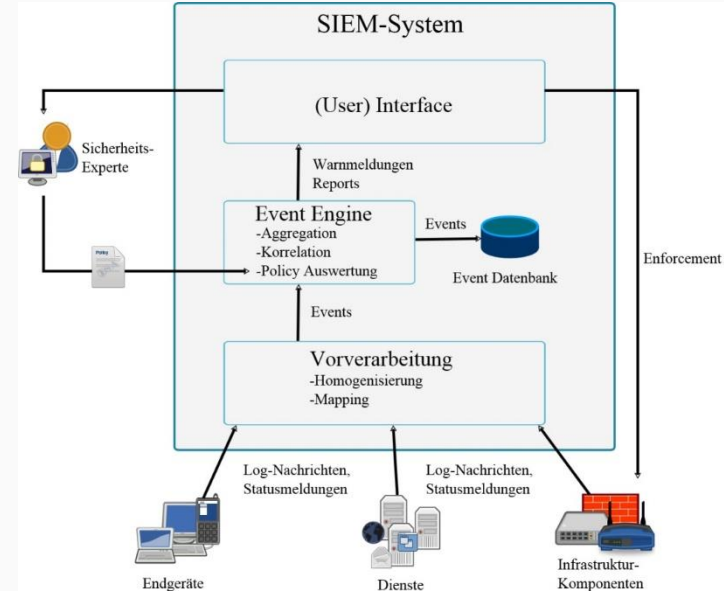 SIEM-System
(User) Interface
Sicherheits-
Experte
Warnmeldungen
Reports
Event Engine
-Aggregation
-Korrelation
-Policy Auswertung
Events
Event Datenbank
Enforcement
Policy
Events
Vorverarbeitung
-Homogenisierung
-Mapping
Log-Nachrichten,
Statusmeldungen
Log-Nachrichten,
Statusmeldungen
Endgeräte
Dienste
Infrastruktur-
Komponenten